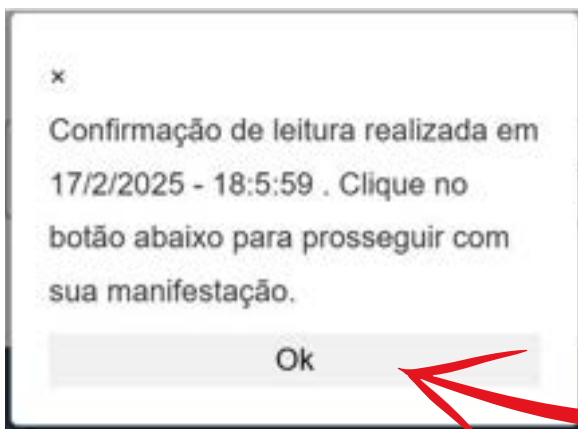 ×
Confirmação de leitura realizada em
17/2/2025 - 18:5:59 . Clique no
botão abaixo para prosseguir com
sua manifestação.
Ok